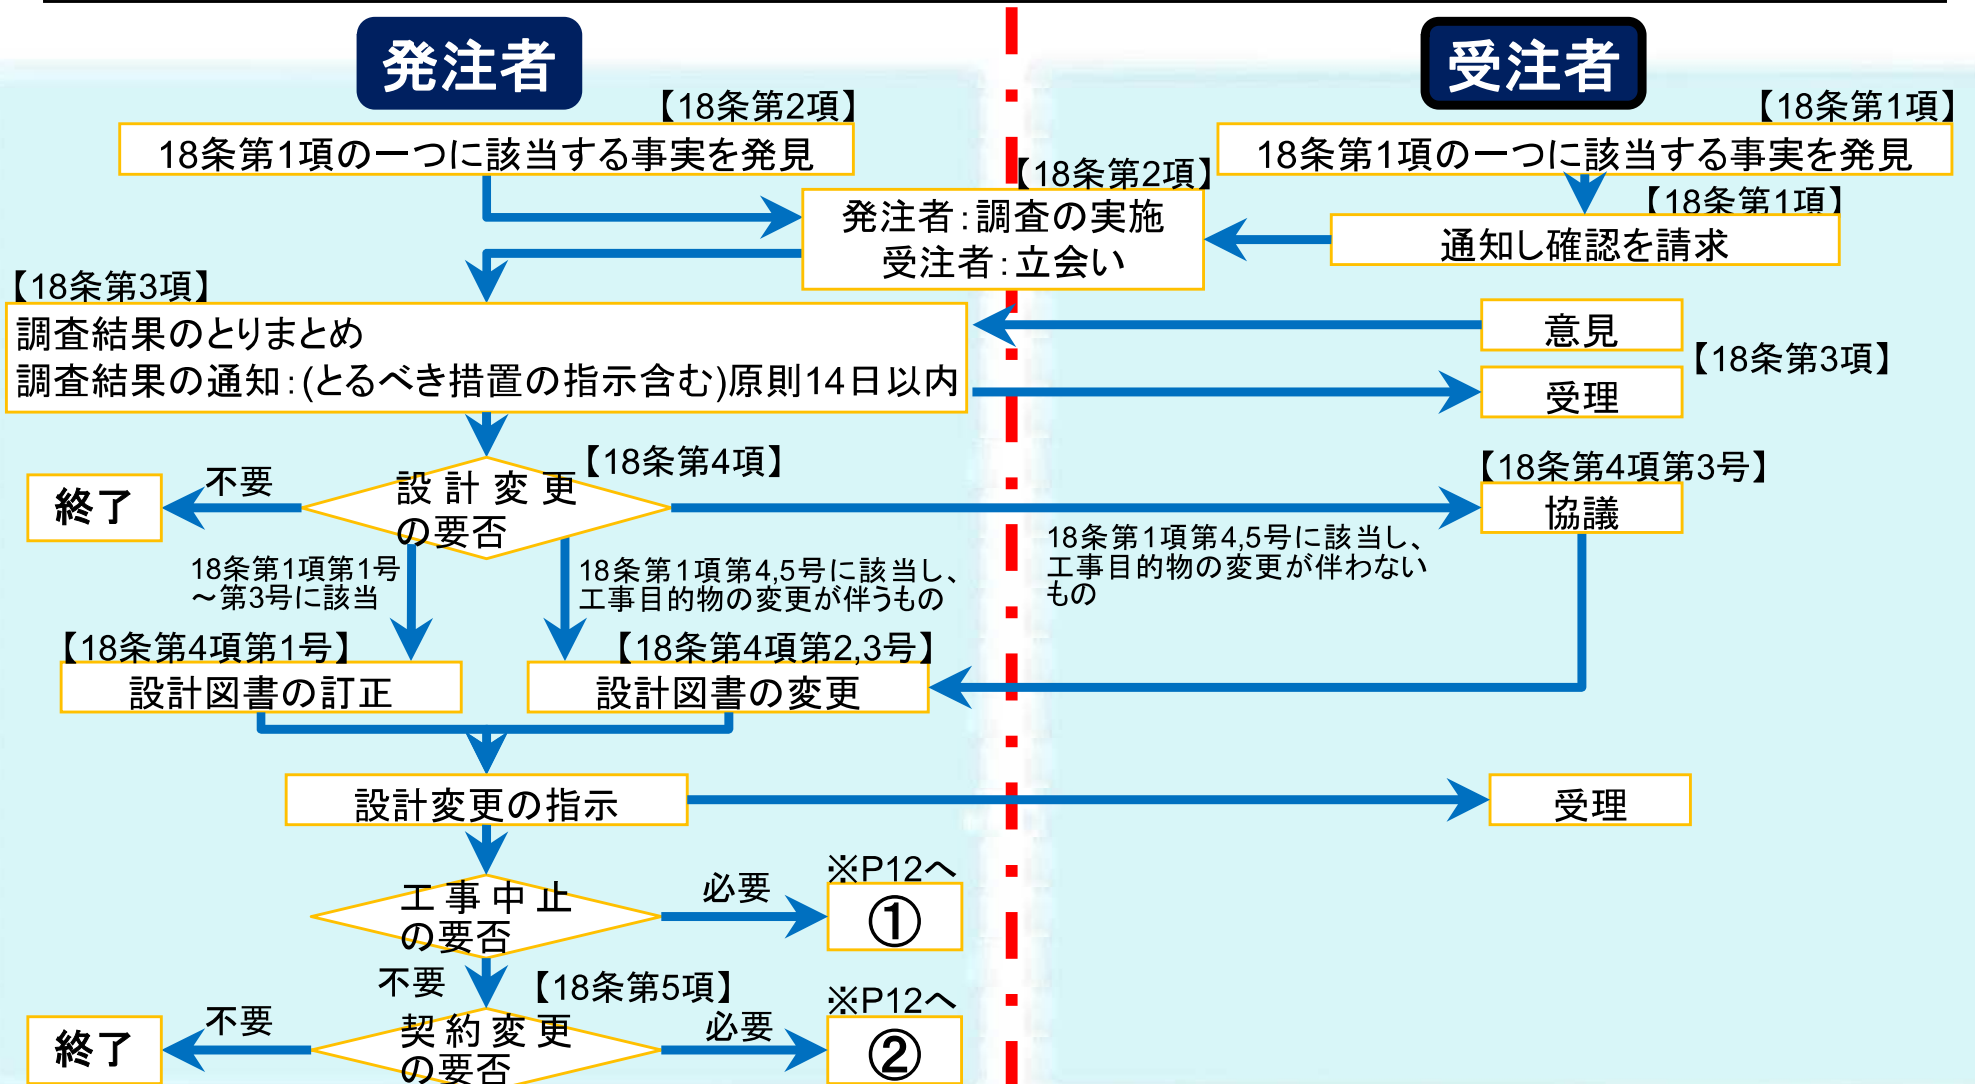 発注者
受注者
【18条第2項】
18条第1項の一つに該当する事実を発見
【18条第1項】
18条第1項の一つに該当する事実を発見
【18条第2項】
発注者：調査の実施
受注者：立会い
【18条第1項】
通知し確認を請求
【18条第3項】
調査結果のとりまとめ
調査結果の通知：(とるべき措置の指示含む)原則14日以内
意見
【18条第3項】
受理
【18条第4項】
設計変更
の要否
不要
終了
【18条第4項第3号】
協議
18条第1項第1号
～第3号に該当
18条第1項第4,5号に該当し、
工事目的物の変更が伴うもの
18条第1項第4,5号に該当し、
工事目的物の変更が伴わない
もの
【18条第4項第1号】
設計図書の訂正
【18条第4項第2,3号】
設計図書の変更
設計変更の指示
受理
工事中止
の要否
必要
※P12へ
①
不要
【18条第5項】
契約変更
の要否
不要
終了
必要
※P12へ
②